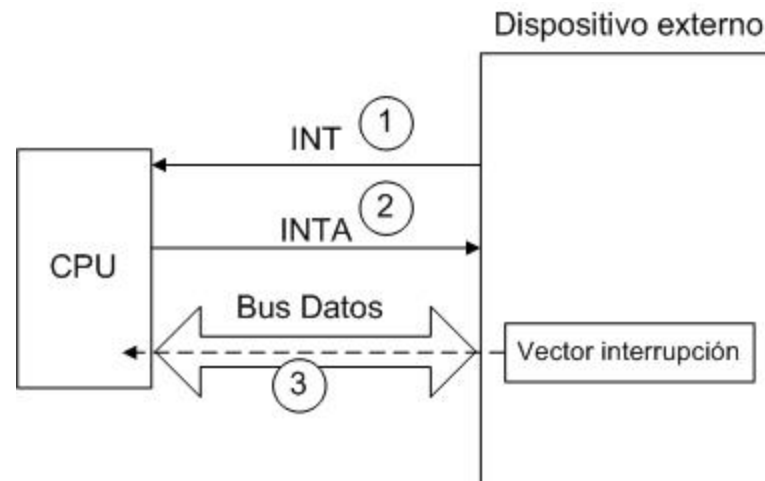 Dispositivo externo
1
INT
2
INTA
CPU
Bus Datos
Vector interrupción
3